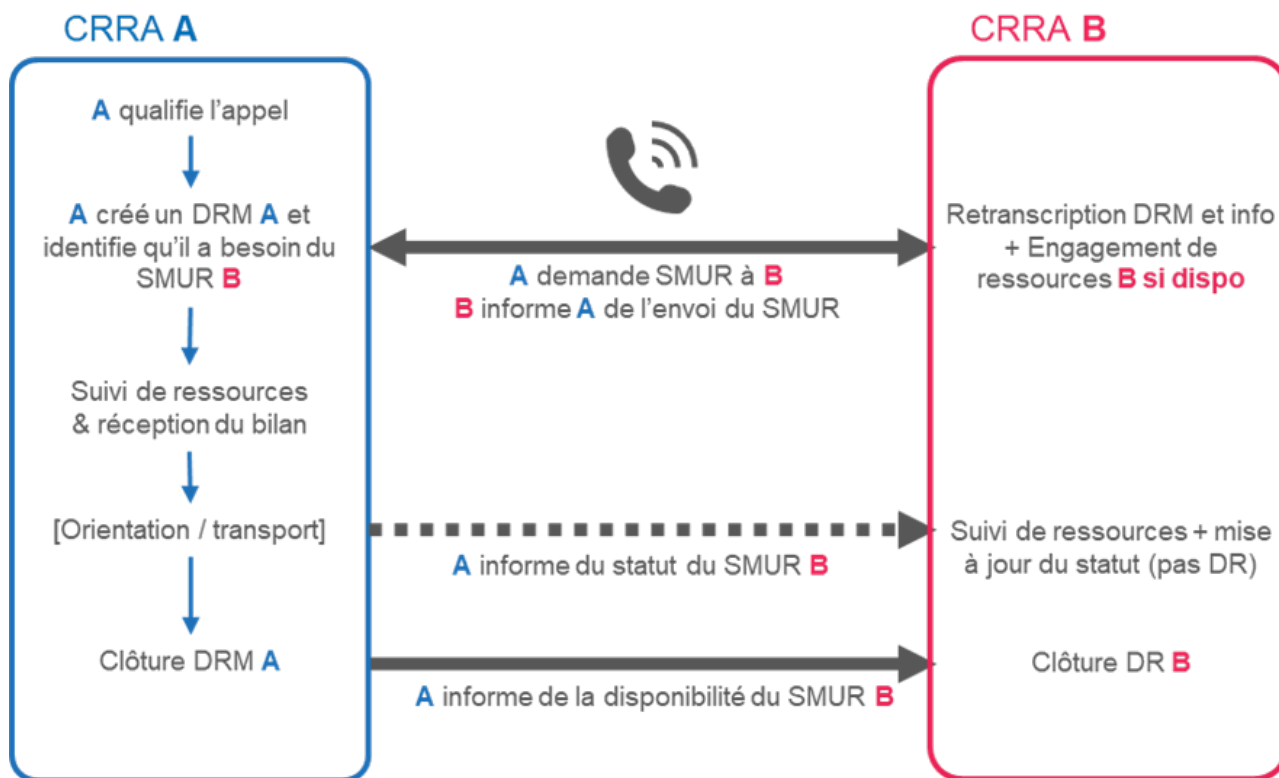 CRRA A
A qualifie l'appel
A créé un DRM A et
identifie qu'il a besoin du
SMUR B
Suivi de ressources
& réception du bilan
[Orientation / transport]
Clôture DRM A
A demande SMUR à B
B informe A de l'envoi du SMUR
A informe du statut du SMUR B
A informe de la disponibilité du SMUR B
CRRA B
Retranscription DRM et info
+ Engagement de
ressources B si dispo
Suivi de ressources + mise
à jour du statut (pas DR)
Clôture DR B